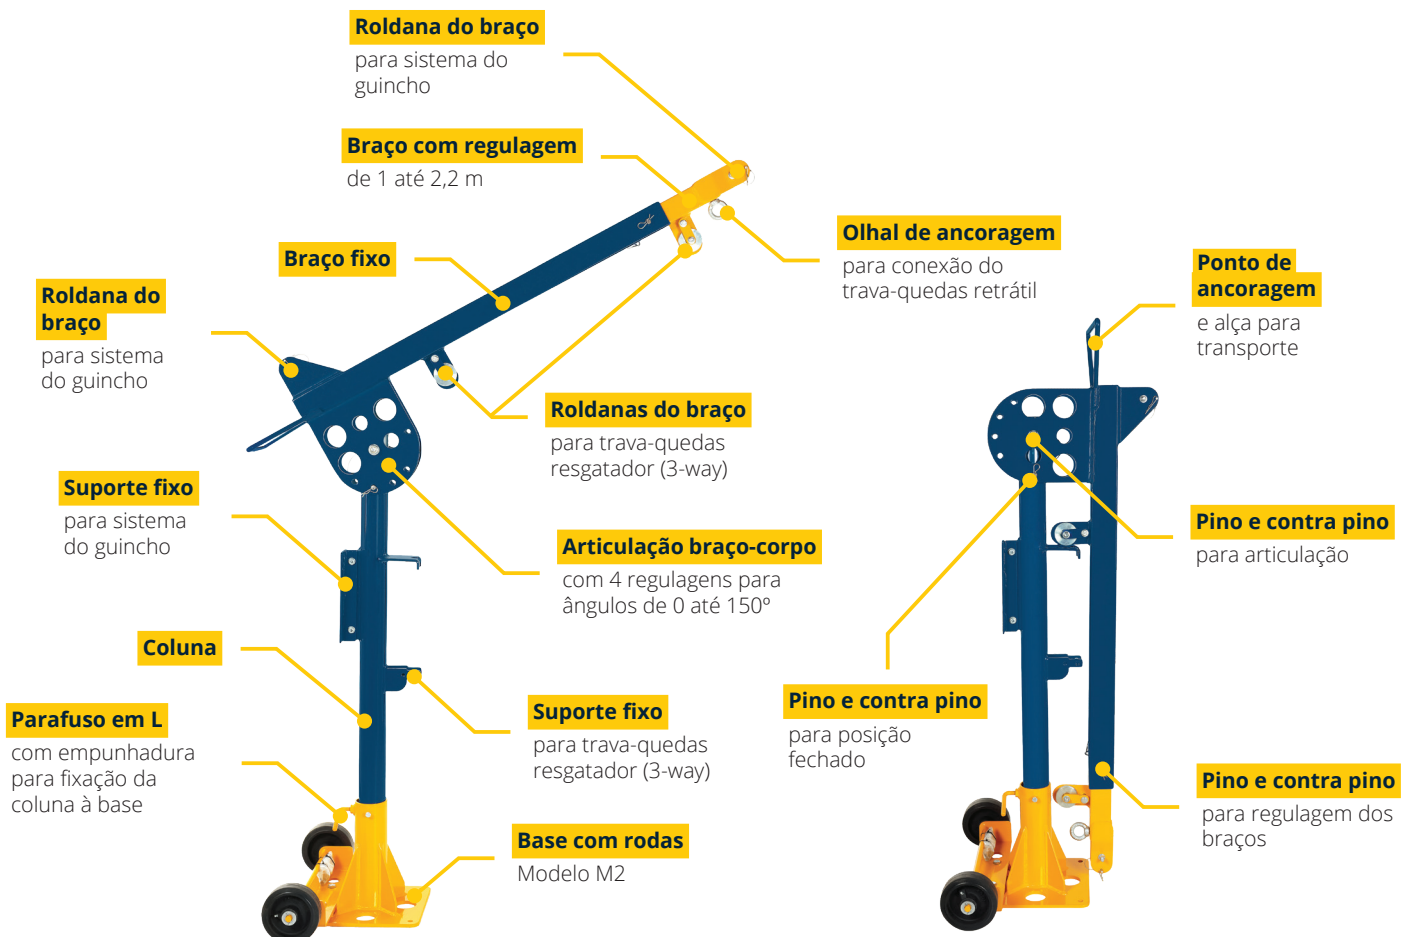 Roldana do braço
para sistema do
guincho
Braço com regulagem
de 1 até 2,2 m
Braço fixo
Olhal de ancoragem
para conexão do
trava-quedas retrátil
Roldana do
braço
para sistema
do guincho
Roldanas do braço
para trava-quedas
resgatador (3-way)
Suporte fixo
para sistema
do guincho
Articulação braço-corpo
com 4 regulagens para
ângulos de 0 até 150º
Coluna
Parafuso em L
com empunhadura
para fixação da
coluna à base
Suporte fixo
para trava-quedas
resgatador (3-way)
Base com rodas
Modelo M2
Ponto de
ancoragem
e alça para
transporte
Pino e contra pino
para articulação
Pino e contra pino
para posição
fechado
Pino e contra pino
para regulagem dos
braços